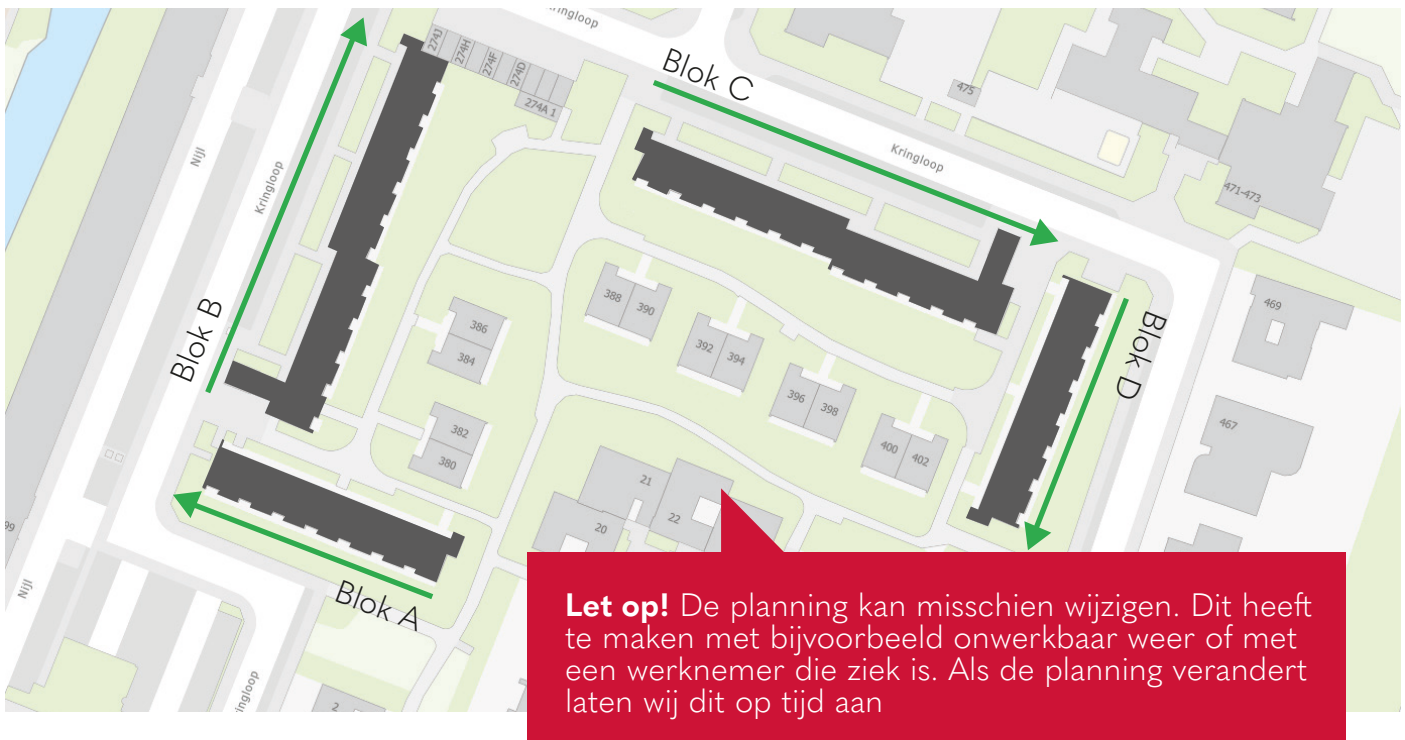 Kringloop
274J
274H
274F
274D
274A 1
Blok C
475
Kringloop
471-473
Nijl
Kringloop
Blok B
388
390
386
384
392
394
396
398
382
380
400
402
Blok D
469
467
21
22
20
99
Nijl
Blok A
ringloop
2
Let op! De planning kan misschien wijzigen. Dit heeft
te maken met bijvoorbeeld onwerkbaar weer of met
een werknemer die ziek is. Als de planning verandert
laten wij dit op tijd aan